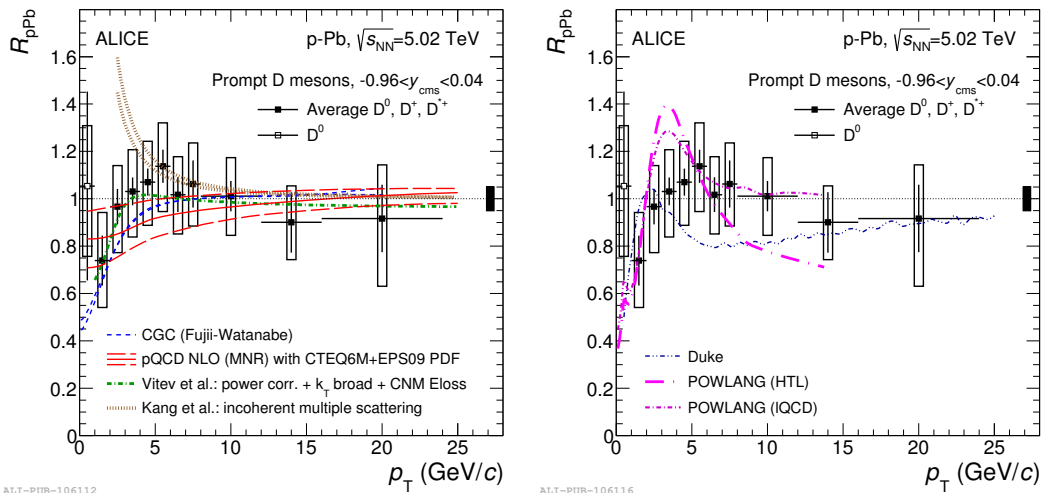 R_pPb
ALICE
p-Pb, √s_NN=5.02 TeV
Prompt D mesons, -0.96<y_cms<0.04
Average D⁰, D⁺, D*⁺
D⁰
CGC (Fujii-Watanabe)
pQCD NLO (MNR) with CTEQ6M+EPS09 PDF
Vitev et al.: power corr. + k_T broad + CNM Eloss
Kang et al.: incoherent multiple scattering
1.6
1.4
1.2
1
0.8
0.6
0.4
0.2
0
0 5 10 15 20 25
p_T (GeV/c)
ALI-PUB-106112
R_pPb
ALICE
p-Pb, √s_NN=5.02 TeV
Prompt D mesons, -0.96<y_cms<0.04
Average D⁰, D⁺, D*⁺
D⁰
Duke
POWLANG (HTL)
POWLANG (lQCD)
1.6
1.4
1.2
1
0.8
0.6
0.4
0.2
0
0 5 10 15 20 25
p_T (GeV/c)
ALI-PUB-106116